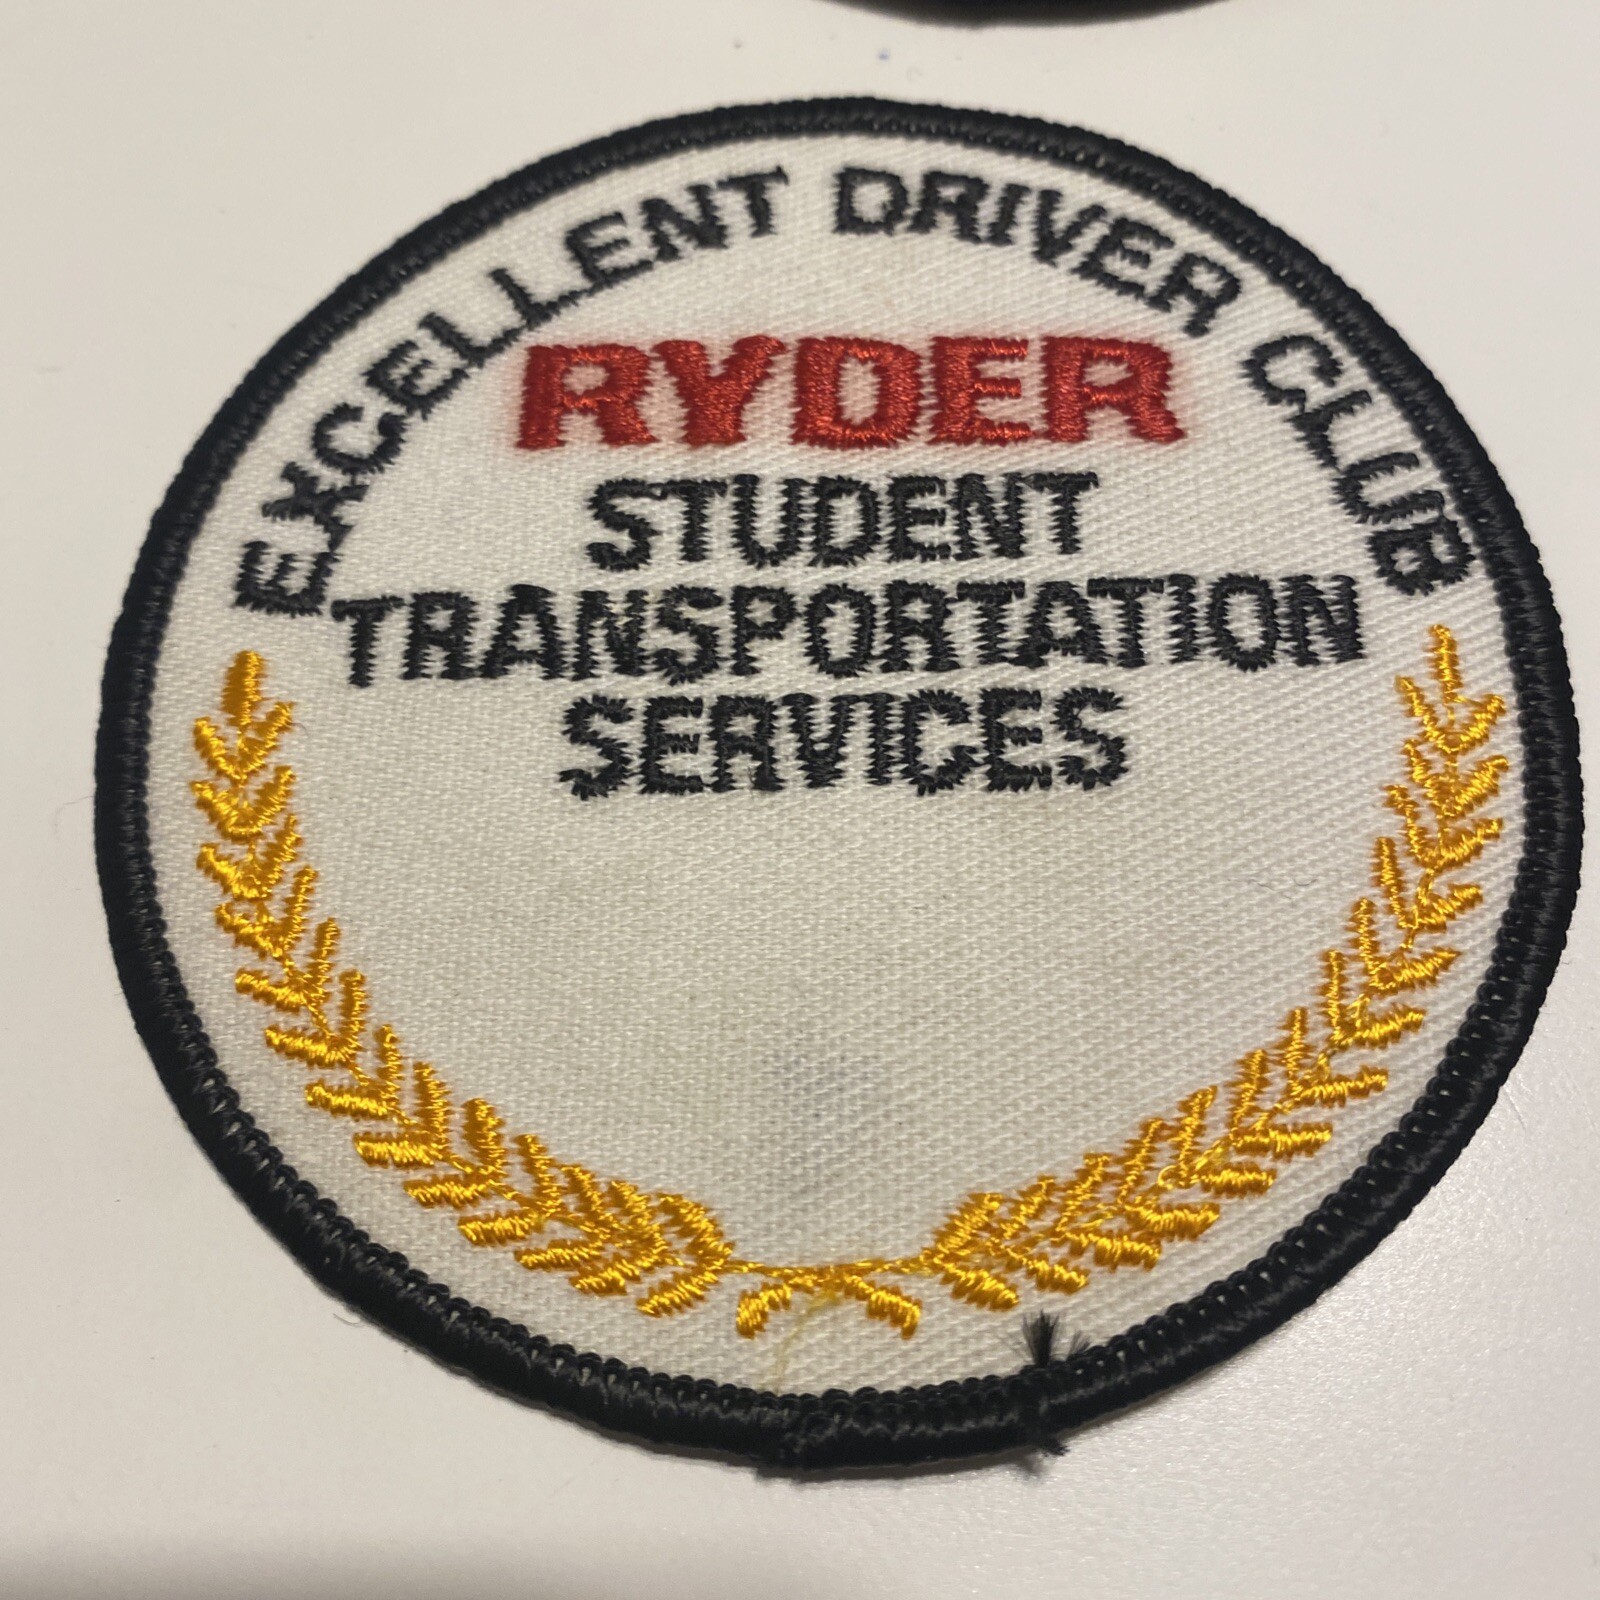 EXCELLENT DRIVER CLUB
RYDER
STUDENT
TRANSPORTATION
SERVICES